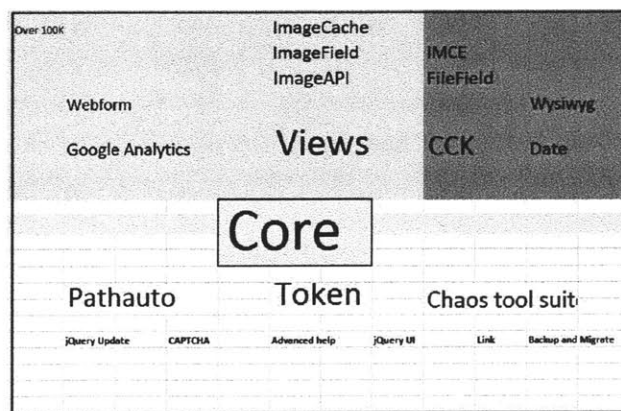 Over 100K
ImageCache
ImageField IMCE
ImageAPI FileField
Webform Wysiwyg
Google Analytics Views CCK Date
Core
Pathauto Token Chaos tool suit
jQuery Update CAPTCHA Advanced help jQuery UI Link Backup and Migrate